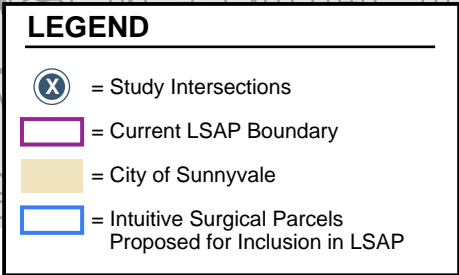 LEGEND
X = Study Intersections
= Current LSAP Boundary
= City of Sunnyvale
= Intuitive Surgical Parcels
Proposed for Inclusion in LSAP